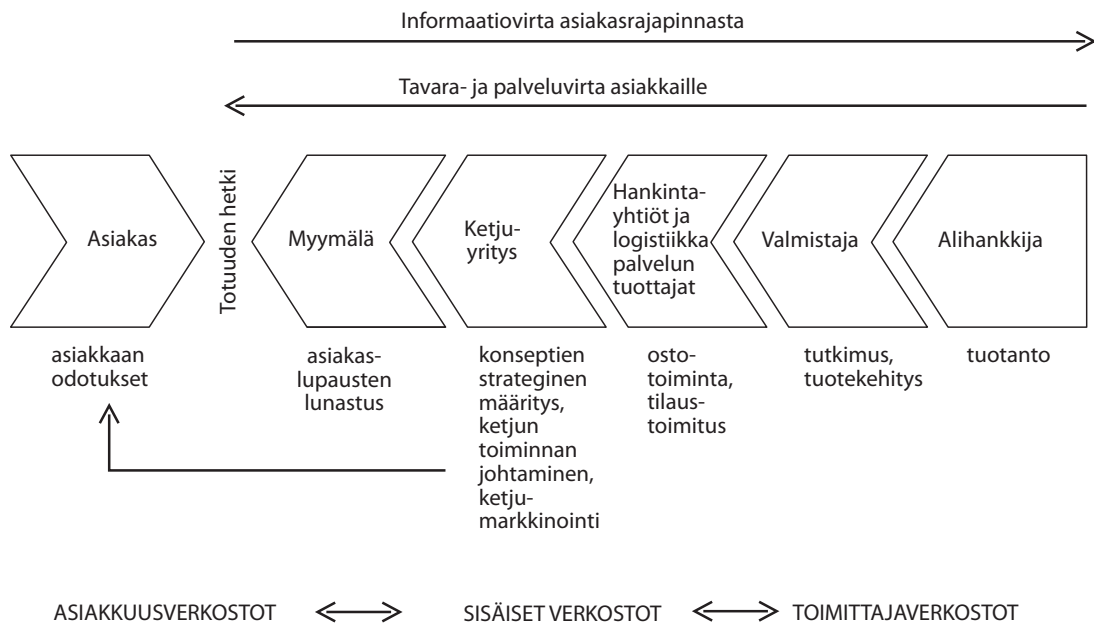 Informaatiovirta asiakasrajapinnasta
Tavara- ja palveluvirta asiakkaille
Asiakas
Totuuden hetki
Myymälä
Ketju-
yritys
Hankinta-
yhtiöt ja
logistiikka
palvelun
tuottajat
Valmistaja
Alihankkija
asiakkaan
odotukset
asiakas-
lupausten
lunastus
konseptien
strateginen
määritys,
ketjun
toiminnan
johtaminen,
ketju-
markkinointi
osto-
toiminta,
tilaus-
toimitus
tutkimus,
tuotekehitys
tuotanto
ASIAKKUUSVERKOSTOT
SISÄISET VERKOSTOT
TOIMITTAJAVERKOSTOT